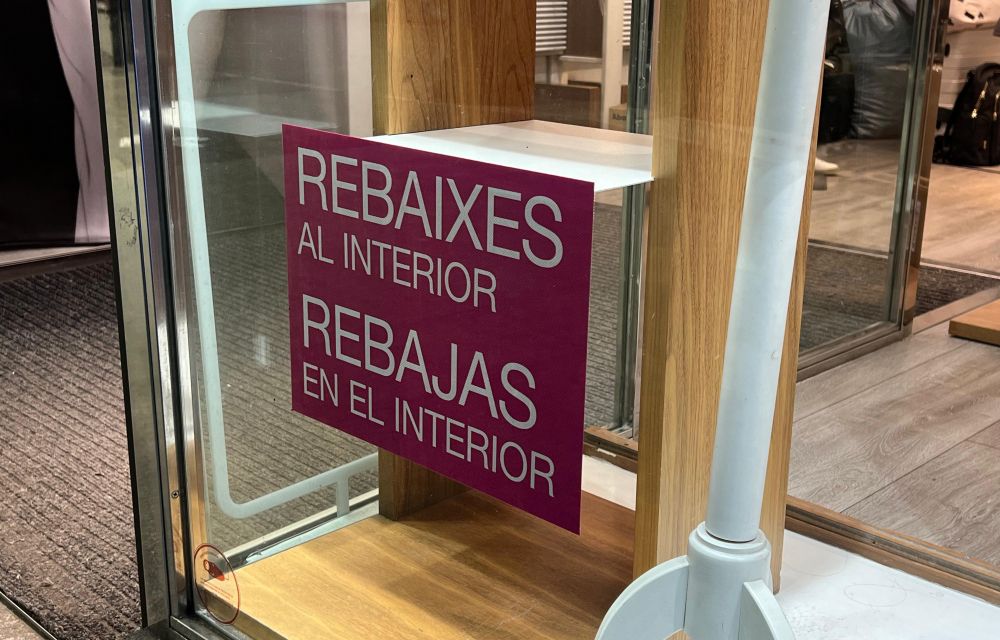 REBAIXES
AL INTERIOR
REBAJAS
EN EL INTERIOR